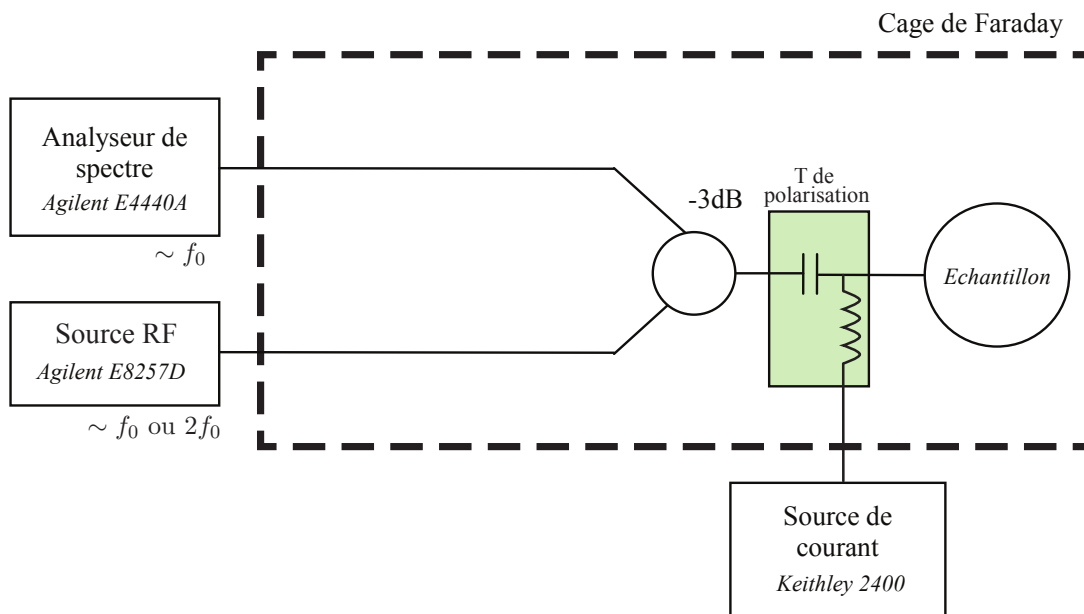 Cage de Faraday
Analyseur de
spectre
Agilent E4440A
∼ f₀
-3dB
T de
polarisation
Echantillon
Source RF
Agilent E8257D
∼ f₀ ou 2f₀
Source de
courant
Keithley 2400